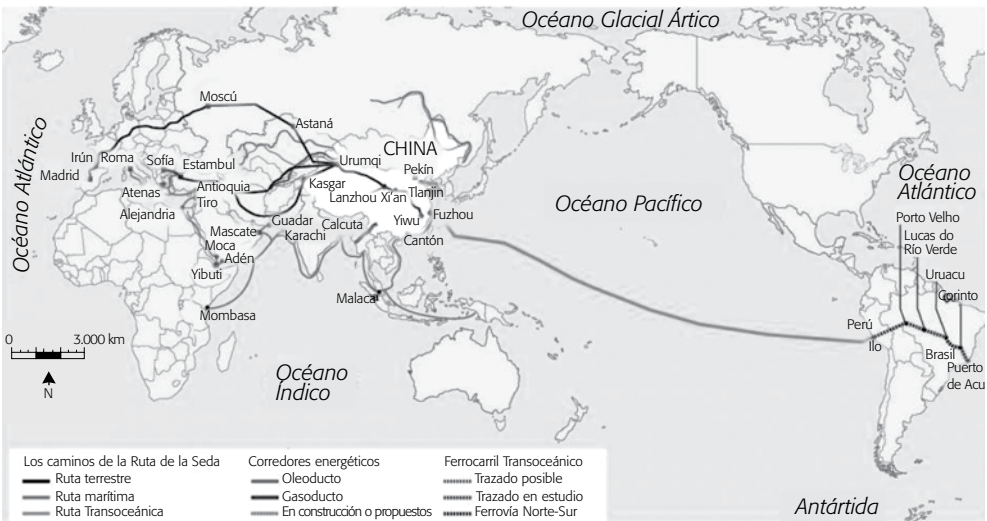 Océano Glacial Ártico
Océano Atlántico
Moscú
Astaná
CHINA
Irún
Roma
Sofía
Estambul
Urumqi
Madrid
Pekín
Atenas
Antioquia
Kasgar
Tianjin
Lanzhou
Xi'an
Alejandria
Tiro
Yiwu
Fuzhou
Guadar
Mascate
Karachi
Calcuta
Cantón
Moca
Adén
Yibuti
Malaca
Mombasa
Océano Pacífico
Océano
Atlántico
Porto Velho
Lucas do
Río Verde
Uruacu
Corinto
Perú
Ilo
Brasil
Puerto
de Acu
0 3.000 km
N
Océano
Índico
Antártida
Los caminos de la Ruta de la Seda
Ruta terrestre
Ruta marítima
Ruta Transoceánica
Corredores energéticos
Oleoducto
Gasoducto
En construcción o propuestos
Ferrocarril Transoceánico
Trazado posible
Trazado en estudio
Ferrovía Norte-Sur